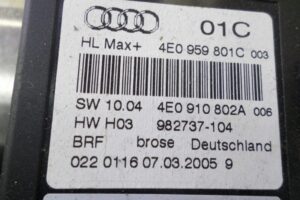 01C
HL Max+ 4E0 959 801C 003
SW 10.04 4E0 910 802A 006
HW H03 982737-104
BRF brose Deutschland
022 0116 07.03.2005 9